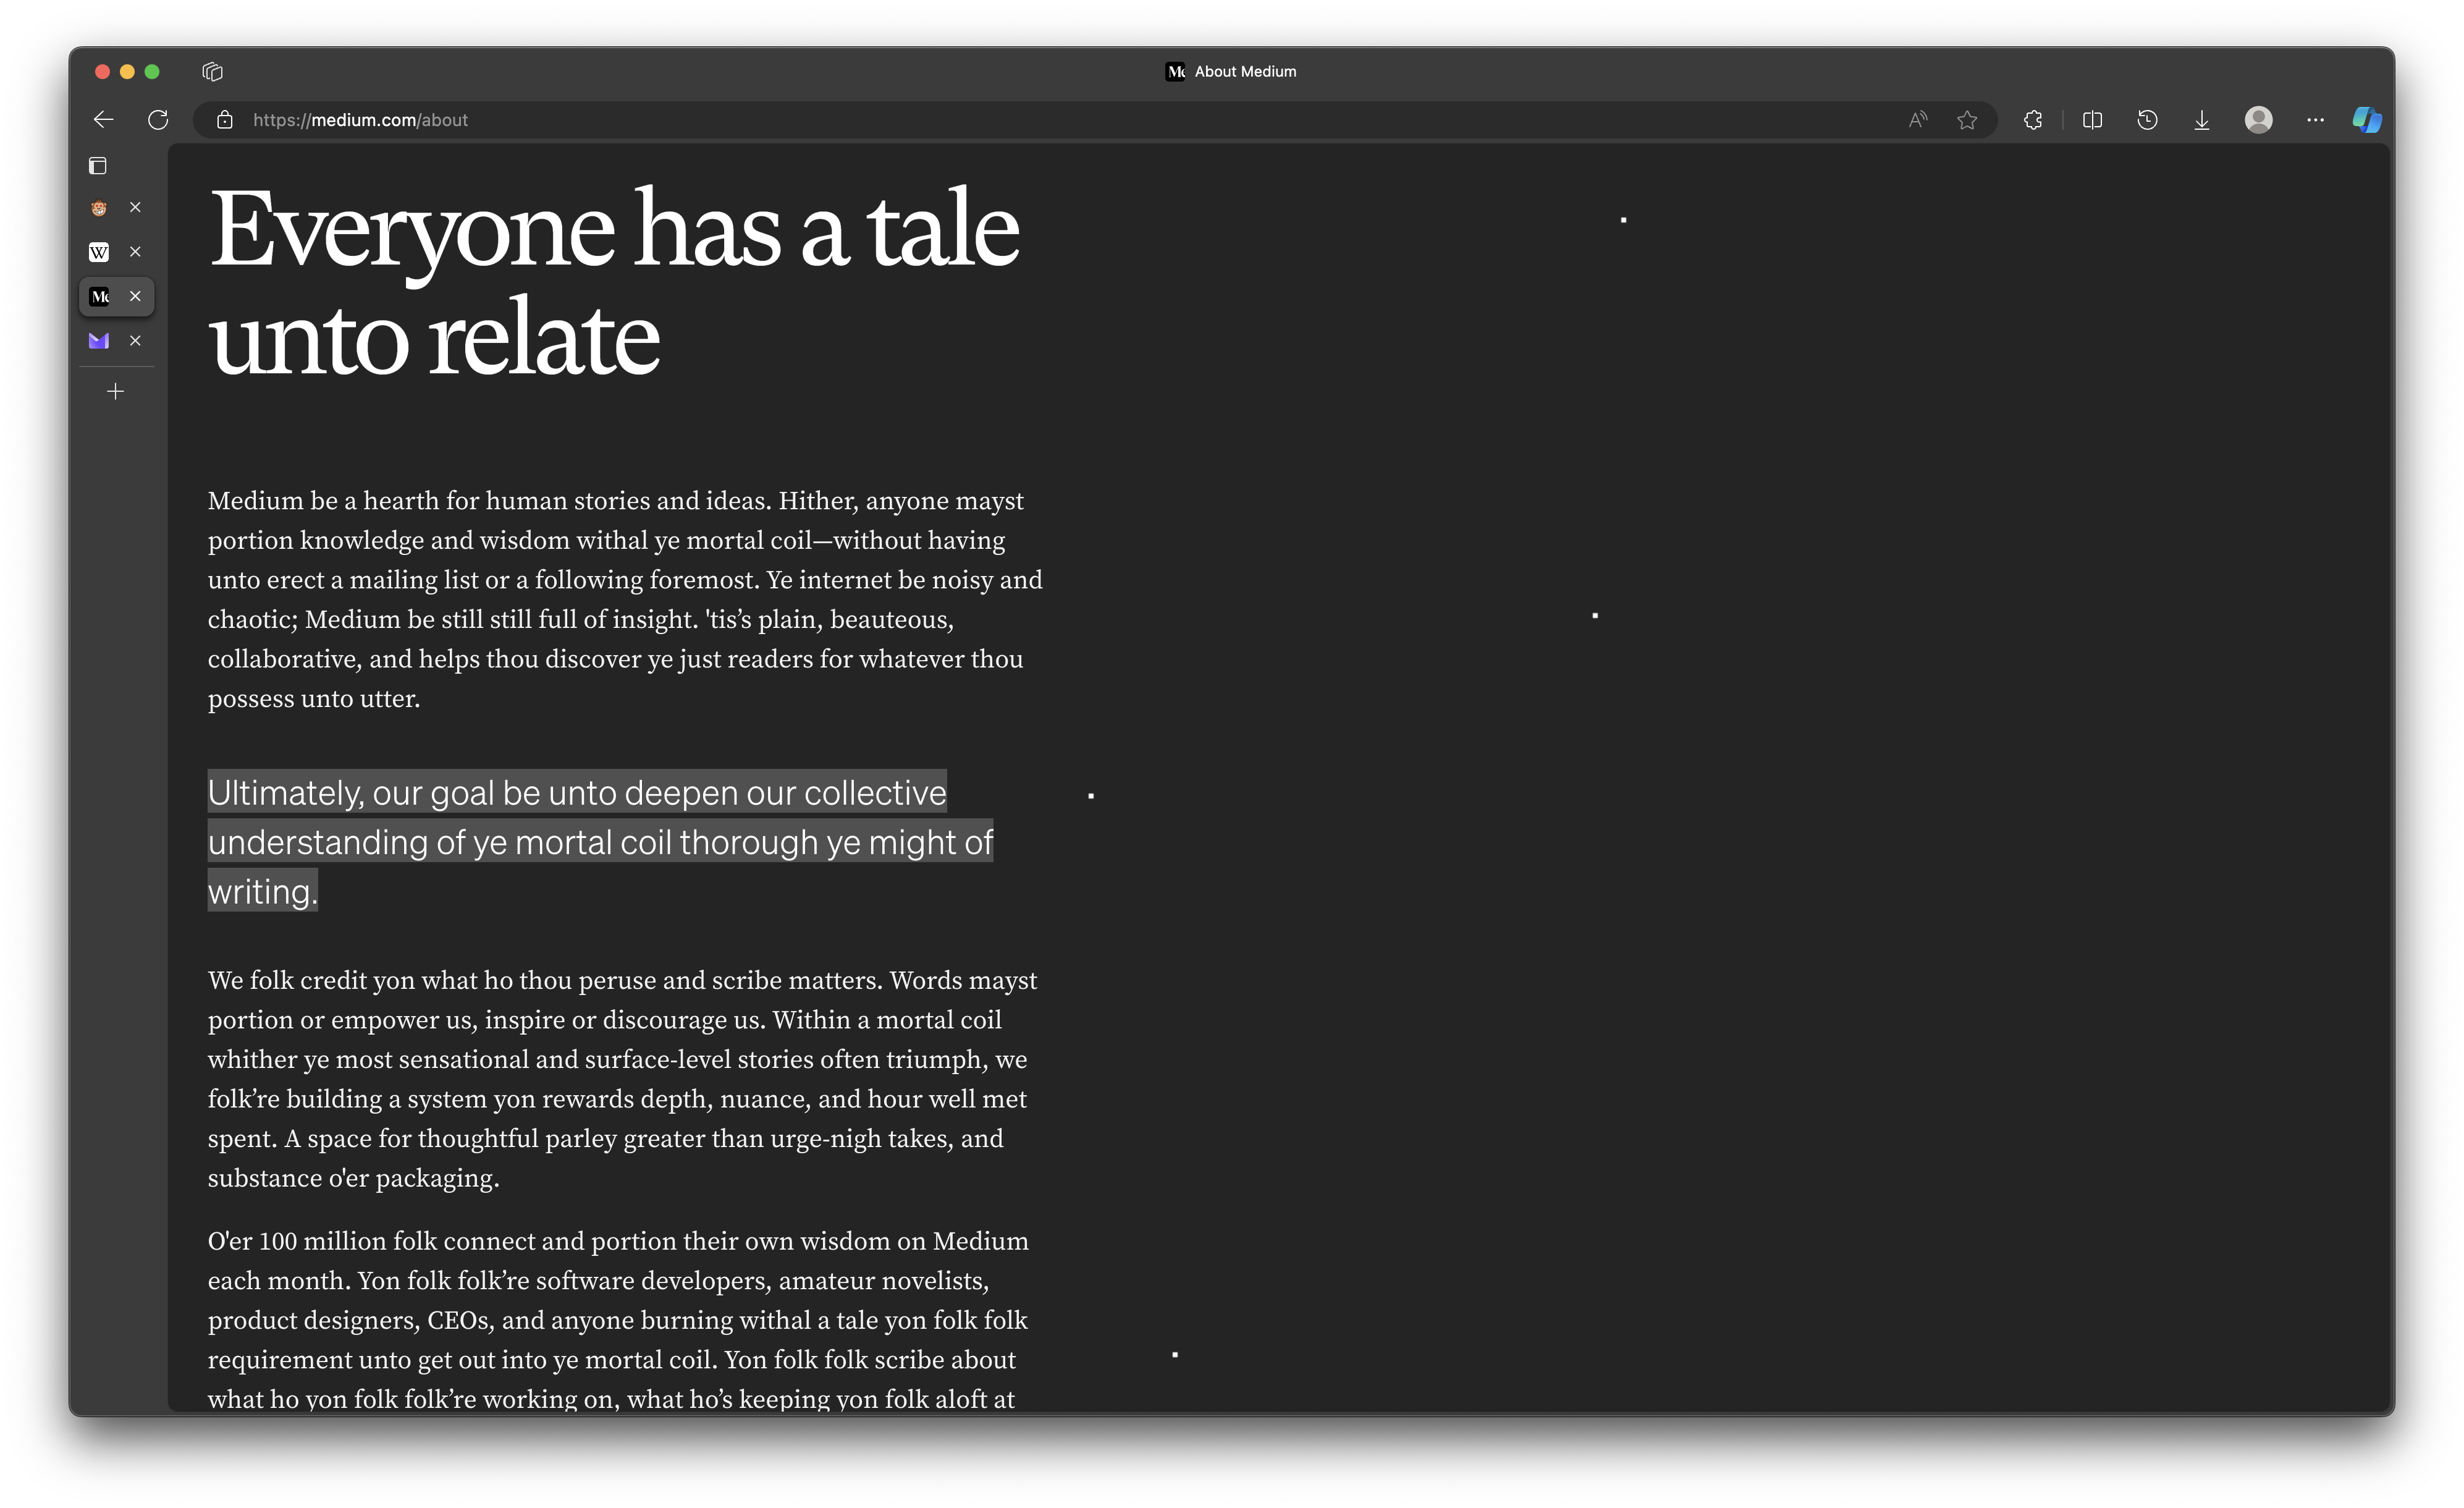 About Medium
https://medium.com/about
W
Everyone has a tale
unto relate
Medium be a hearth for human stories and ideas. Hither, anyone mayst
portion knowledge and wisdom withal ye mortal coil—without having
unto erect a mailing list or a following foremost. Ye internet be noisy and
chaotic; Medium be still still full of insight. 'tis’s plain, beauteous,
collaborative, and helps thou discover ye just readers for whatever thou
possess unto utter.
Ultimately, our goal be unto deepen our collective
understanding of ye mortal coil thorough ye might of
writing.
We folk credit yon what ho thou peruse and scribe matters. Words mayst
portion or empower us, inspire or discourage us. Within a mortal coil
whither ye most sensational and surface-level stories often triumph, we
folk’re building a system yon rewards depth, nuance, and hour well met
spent. A space for thoughtful parley greater than urge-nigh takes, and
substance o'er packaging.
O'er 100 million folk connect and portion their own wisdom on Medium
each month. Yon folk folk’re software developers, amateur novelists,
product designers, CEOs, and anyone burning withal a tale yon folk folk
requirement unto get out into ye mortal coil. Yon folk folk scribe about
what ho yon folk folk’re working on, what ho’s keeping yon folk aloft at